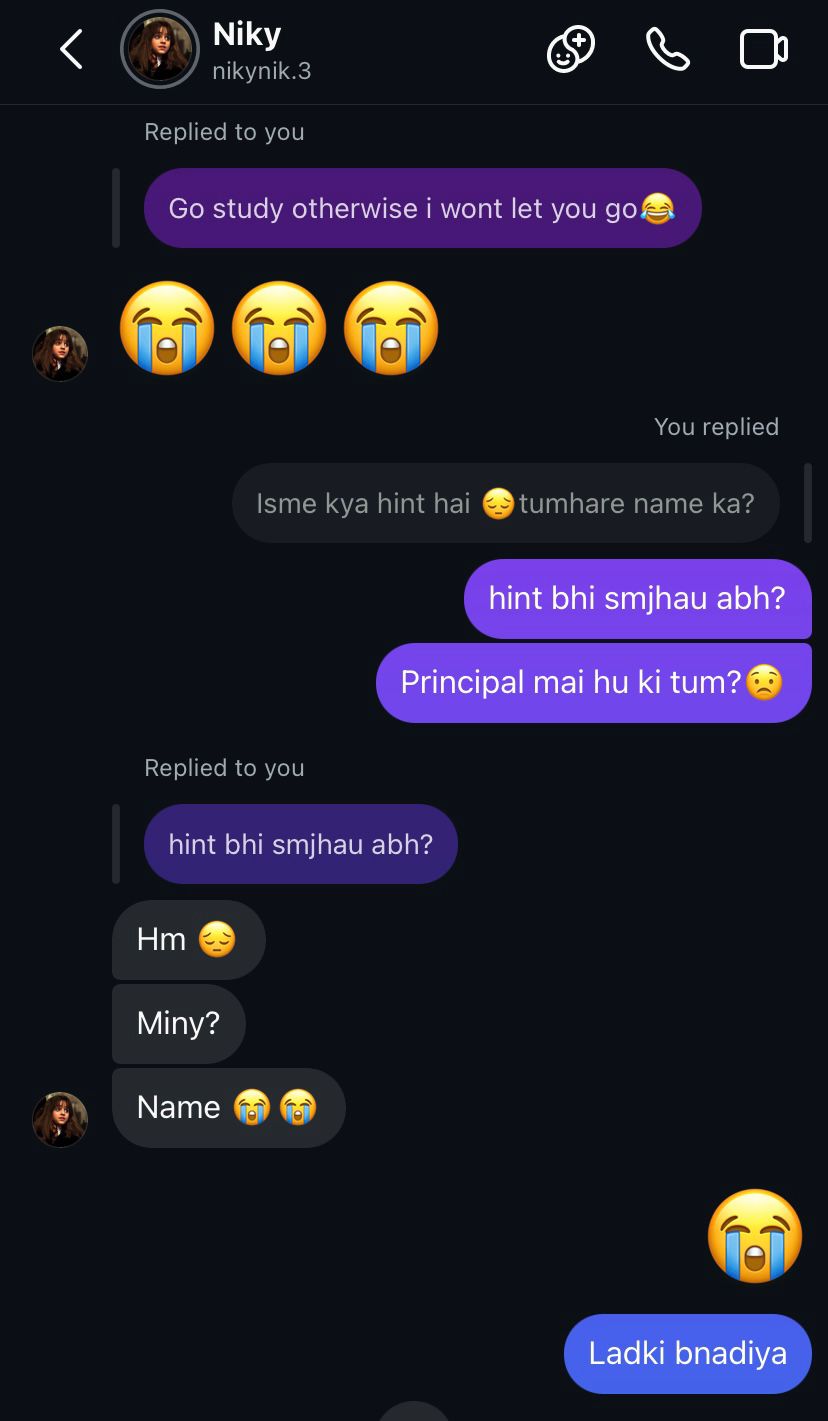 Niky
nikynik.3
Replied to you
Go study otherwise i wont let you go😂
😭😭😭
You replied
Isme kya hint hai 😔tumhare name ka?
hint bhi smjhau abh?
Principal mai hu ki tum?😟
Replied to you
hint bhi smjhau abh?
Hm 😔
Miny?
Name 😭😭
😭
Ladki bnadiya